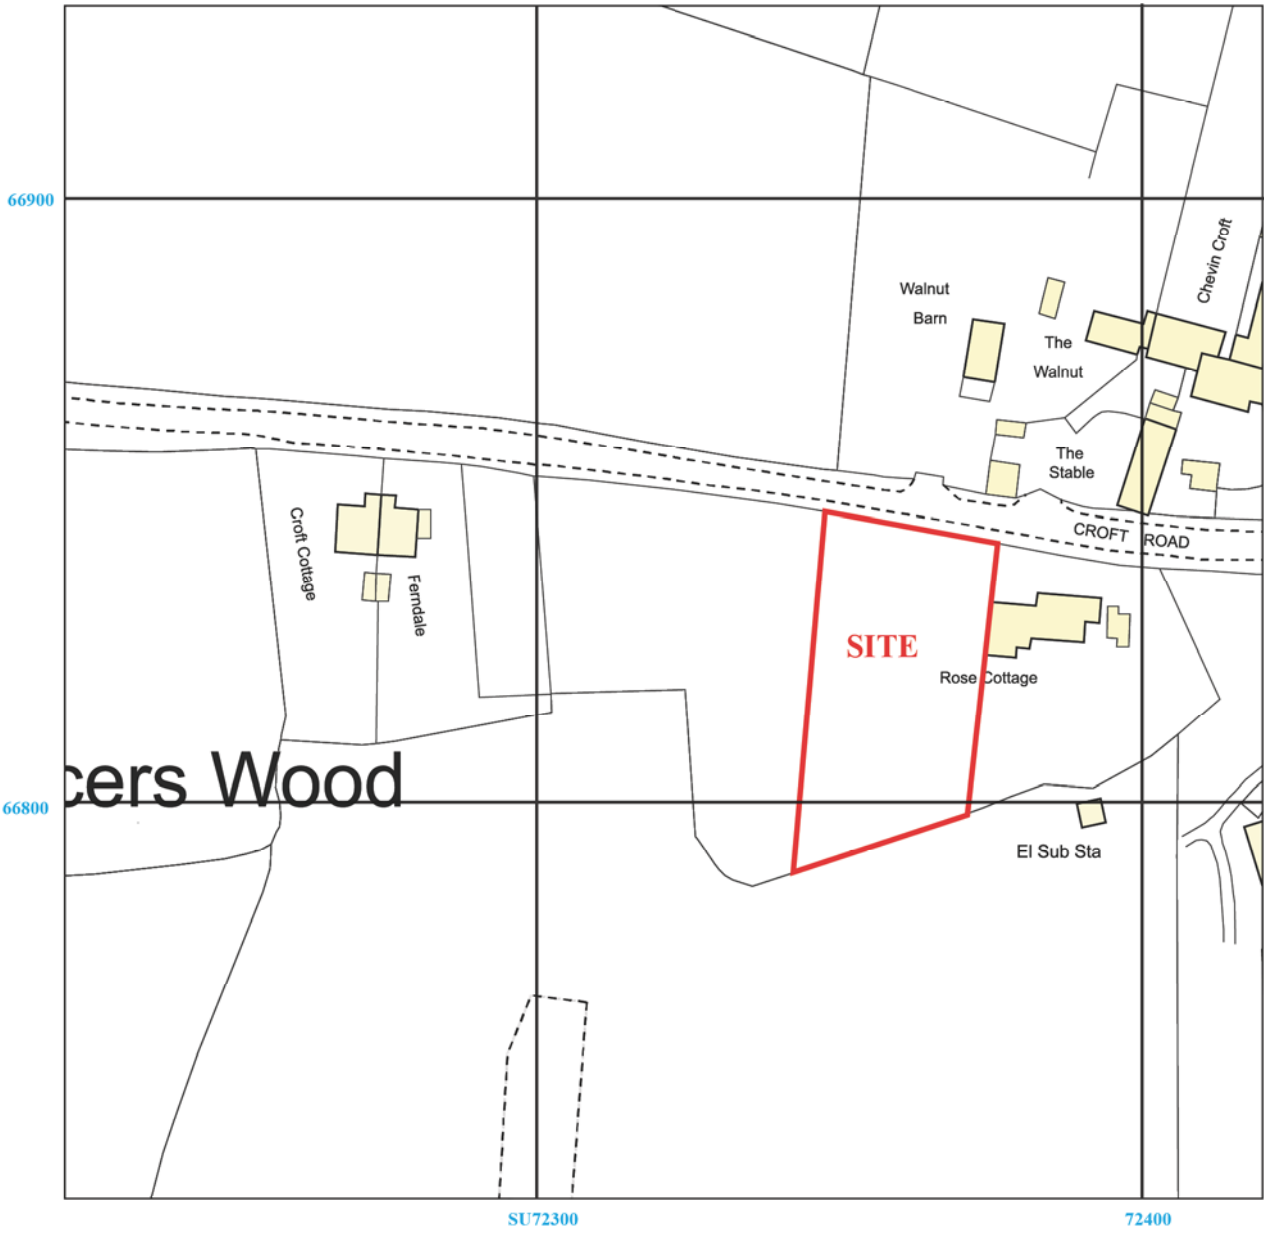 66900
Chevin Croft
Walnut
Barn
The
Walnut
The
Stable
CROFT ROAD
Croft Cottage
Ferndale
SITE
Rose Cottage
cers Wood
66800
El Sub Sta
SU72300
72400